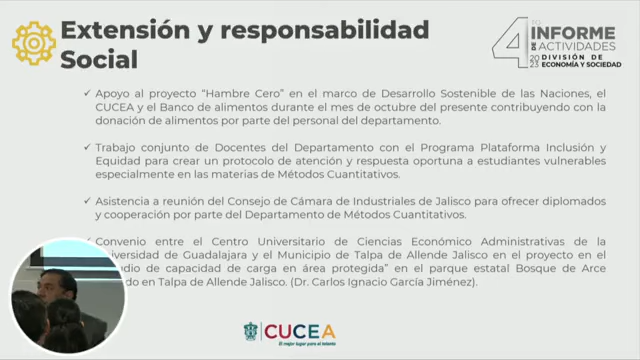 Extensión y responsabilidad
Social
4
TO
INFORME
DE
ACTIVIDADES
2023
DIVISIÓN DE
ECONOMÍA Y SOCIEDAD
✓ Apoyo al proyecto “Hambre Cero” en el marco de Desarrollo Sostenible de las Naciones, el
CUCEA y el Banco de alimentos durante el mes de octubre del presente contribuyendo con la
donación de alimentos por parte del personal del departamento.
✓ Trabajo conjunto de Docentes del Departamento con el Programa Plataforma Inclusión y
Equidad para crear un protocolo de atención y respuesta oportuna a estudiantes vulnerables
especialmente en las materias de Métodos Cuantitativos.
✓ Asistencia a reunión del Consejo de Cámara de Industriales de Jalisco para ofrecer diplomados
y cooperación por parte del Departamento de Métodos Cuantitativos.
Convenio entre el Centro Universitario de Ciencias Económico Administrativas de la
versidad de Guadalajara y el Municipio de Talpa de Allende Jalisco en el proyecto en el
udio de capacidad de carga en área protegida” en el parque estatal Bosque de Arce
do en Talpa de Allende Jalisco. (Dr. Carlos Ignacio García Jiménez).
CUCEA
El mejor lugar para el talento